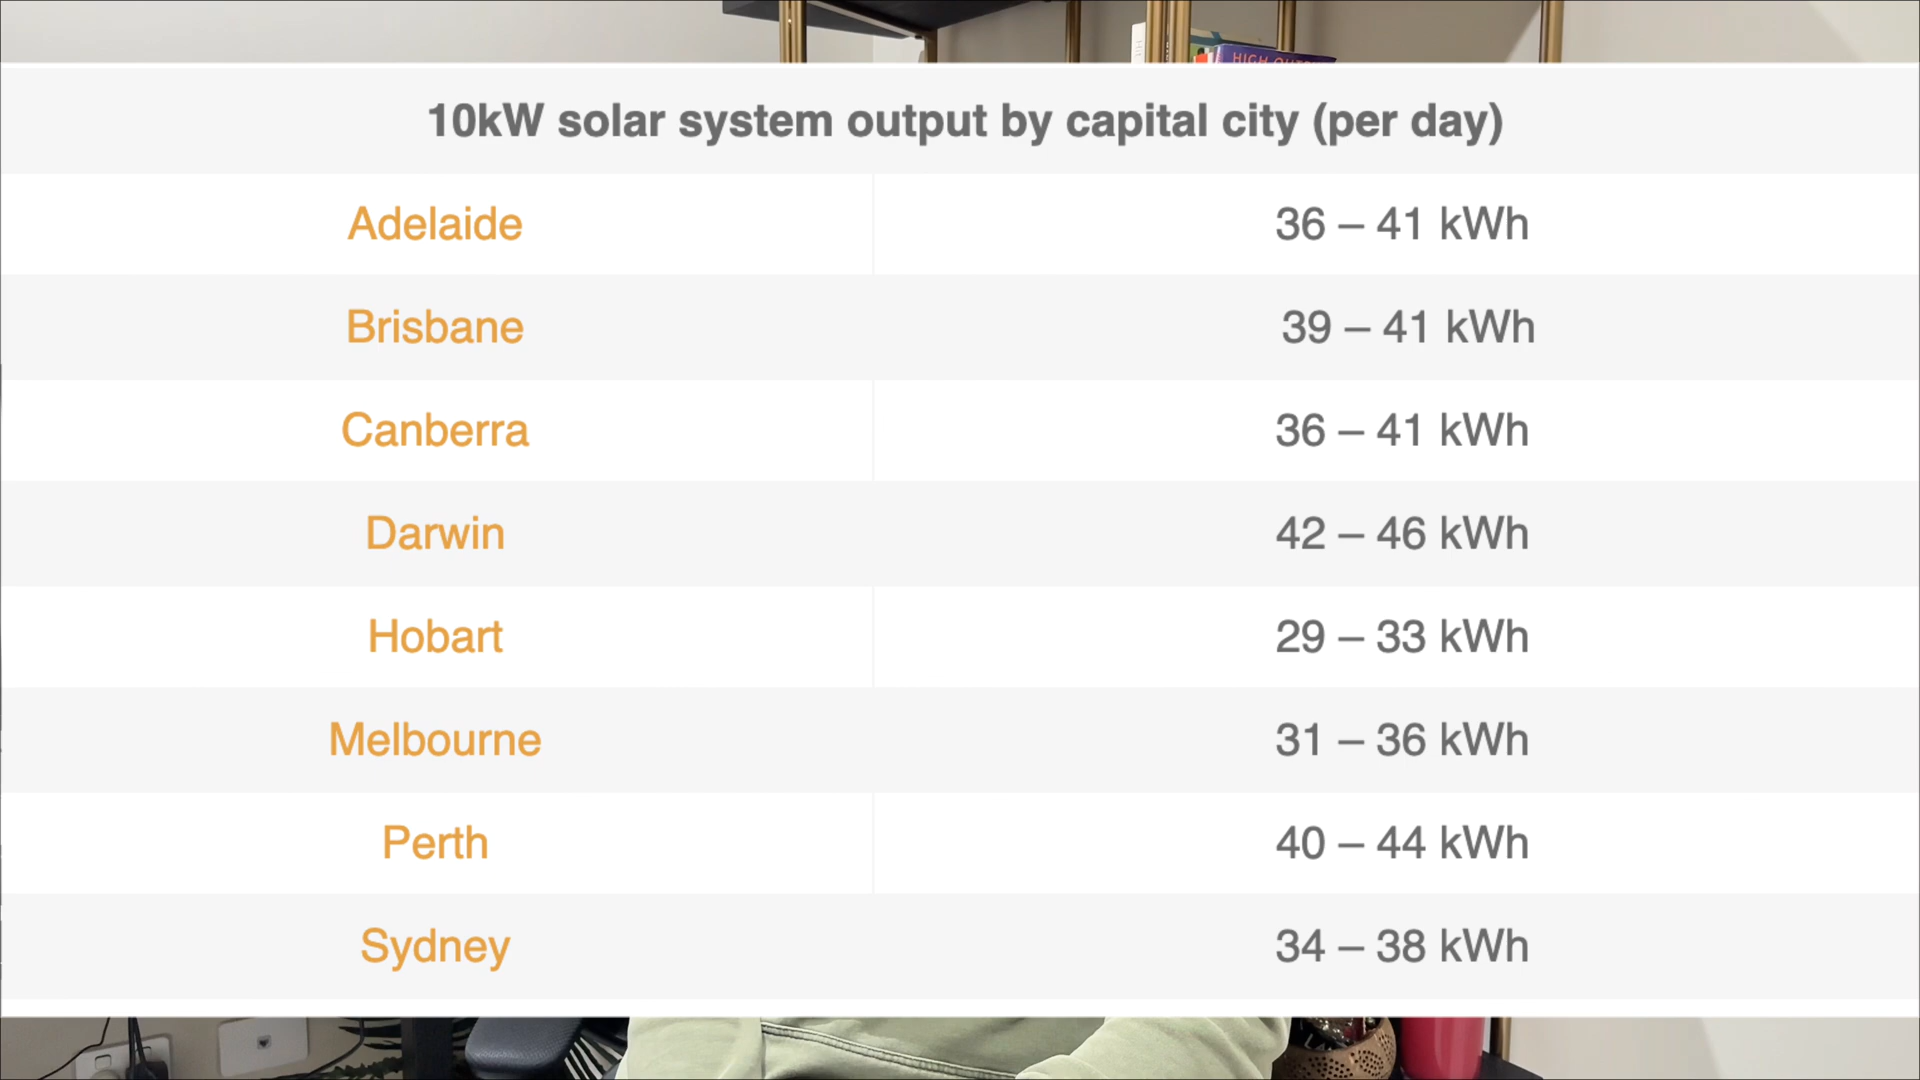 HIGH
10kW solar system output by capital city (per day)
Adelaide 36 – 41 kWh
Brisbane 39 – 41 kWh
Canberra 36 – 41 kWh
Darwin 42 – 46 kWh
Hobart 29 – 33 kWh
Melbourne 31 – 36 kWh
Perth 40 – 44 kWh
Sydney 34 – 38 kWh